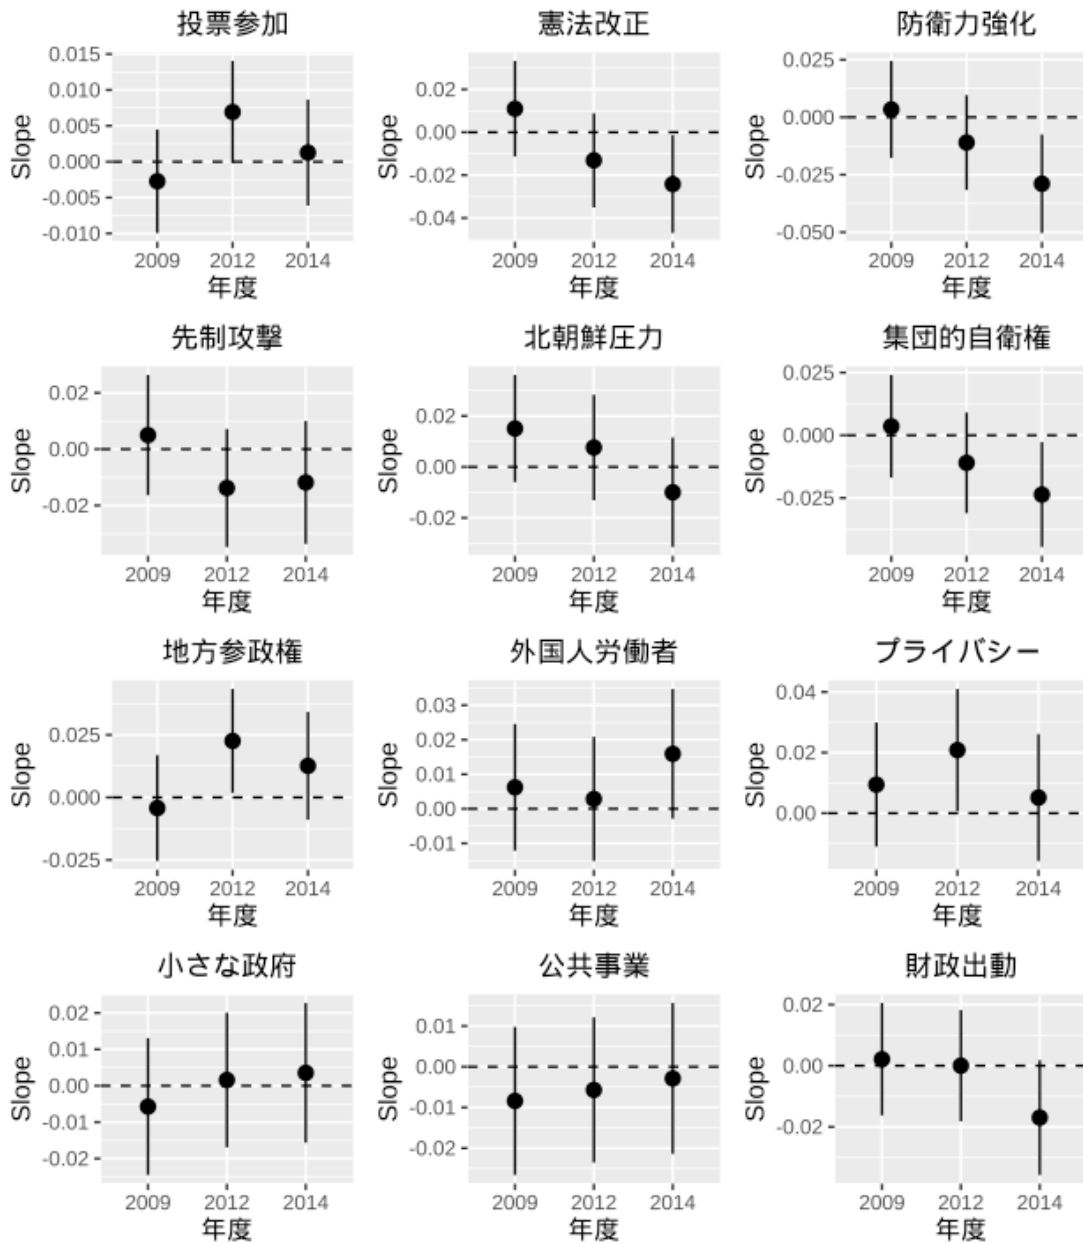 投票参加 憲法改正 防衛力強化
0.015
0.010
0.005
0.000
-0.005
-0.010
Slope
2009 2012 2014
年度
0.02
0.00
-0.02
-0.04
Slope
2009 2012 2014
年度
0.025
0.000
-0.025
-0.050
Slope
2009 2012 2014
年度
先制攻撃 北朝鮮圧力 集団的自衛権
0.02
0.00
-0.02
Slope
2009 2012 2014
年度
0.02
0.00
-0.02
Slope
2009 2012 2014
年度
0.025
0.000
-0.025
Slope
2009 2012 2014
年度
地方参政権 外国人労働者 プライバシー
0.025
0.000
-0.025
Slope
2009 2012 2014
年度
0.03
0.02
0.01
0.00
-0.01
Slope
2009 2012 2014
年度
0.04
0.02
0.00
Slope
2009 2012 2014
年度
小さな政府 公共事業 財政出動
0.02
0.01
0.00
-0.01
-0.02
Slope
2009 2012 2014
年度
0.01
0.00
-0.01
-0.02
Slope
2009 2012 2014
年度
0.02
0.00
-0.02
Slope
2009 2012 2014
年度